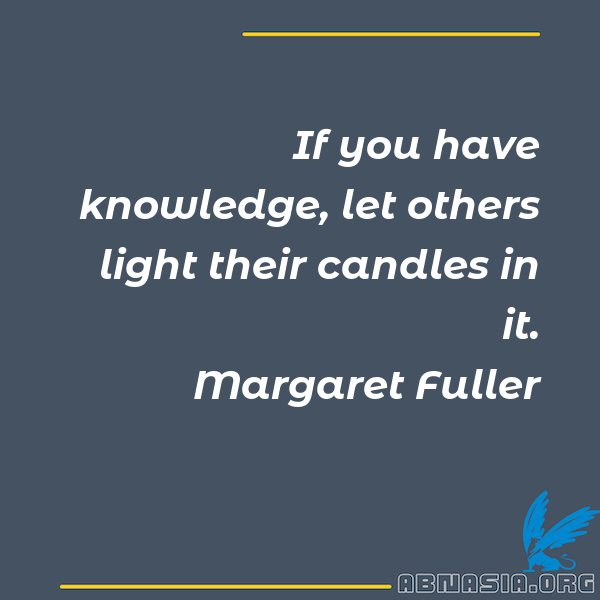 If you have
knowledge, let others
light their candles in
it.
Margaret Fuller
ABNASIA.ORG